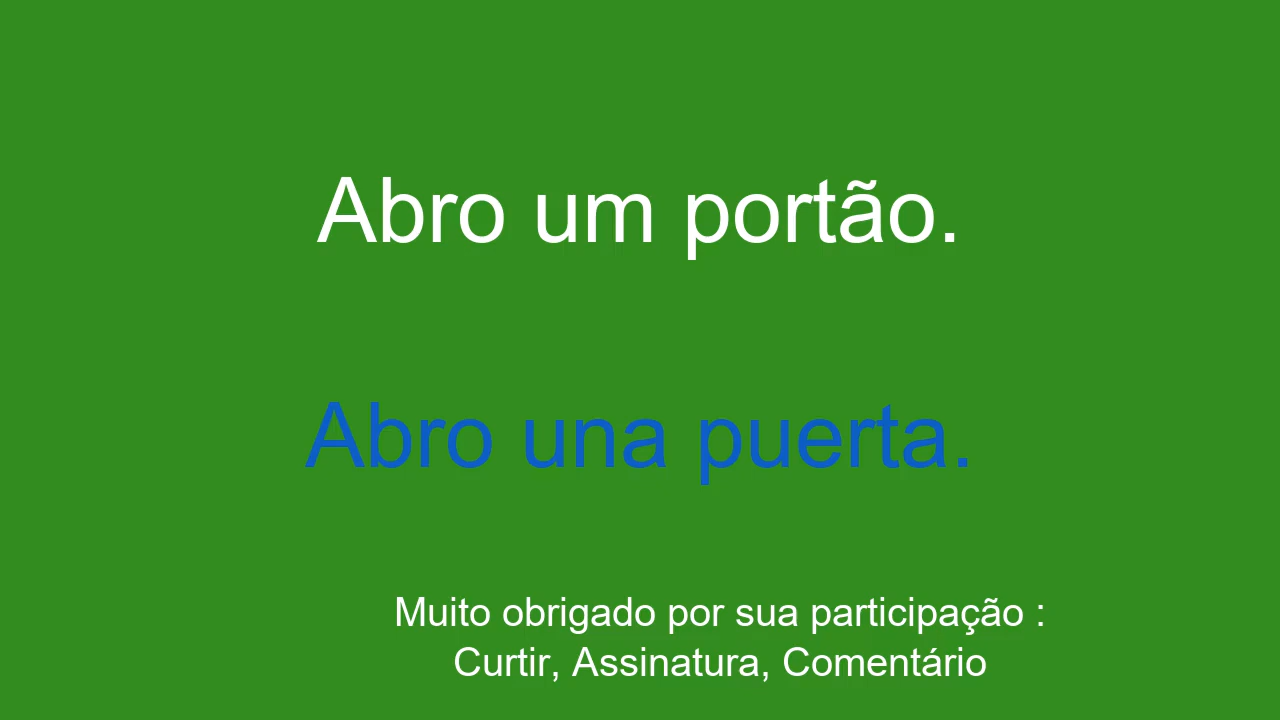 Abro um portão.
Abro una puerta.
Muito obrigado por sua participação :
Curtir, Assinatura, Comentário